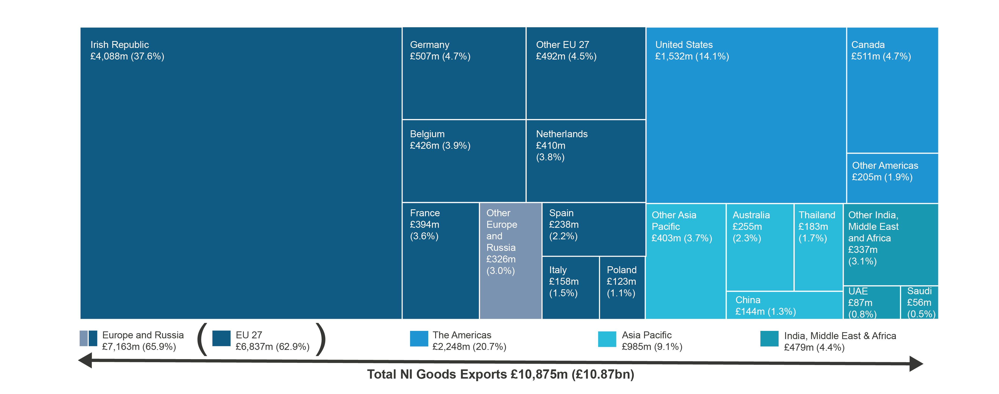 Irish Republic
£4,088m (37.6%)
Germany
£507m (4.7%)
Other EU 27
£492m (4.5%)
United States
£1,532m (14.1%)
Canada
£511m (4.7%)
Belgium
£426m (3.9%)
Netherlands
£410m
(3.8%)
Other Americas
£205m (1.9%)
France
£394m
(3.6%)
Other
Europe
and
Russia
£326m
(3.0%)
Spain
£238m
(2.2%)
Italy
£158m
(1.5%)
Poland
£123m
(1.1%)
Other Asia
Pacific
£403m (3.7%)
Australia
£255m
(2.3%)
Thailand
£183m
(1.7%)
China
£144m (1.3%)
Other India,
Middle East
and Africa
£337m
(3.1%)
UAE
£87m
(0.8%)
Saudi
£56m
(0.5%)
Europe and Russia
£7,163m (65.9%)
EU 27
£6,837m (62.9%)
The Americas
£2,248m (20.7%)
Asia Pacific
£985m (9.1%)
India, Middle East & Africa
£479m (4.4%)
Total NI Goods Exports £10,875m (£10.87bn)